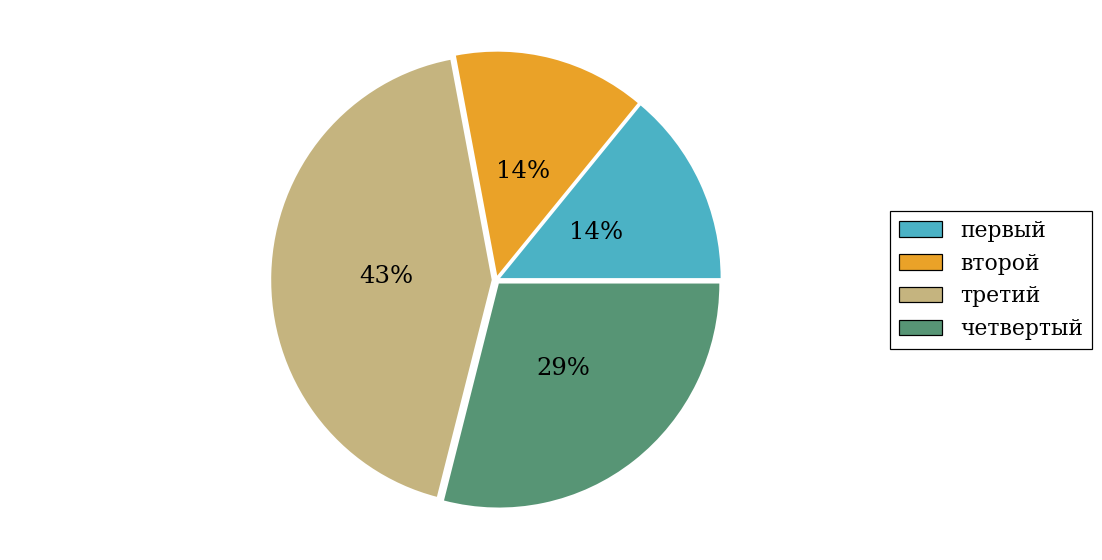 14%
14%
43%
29%
первый
второй
третий
четвертый